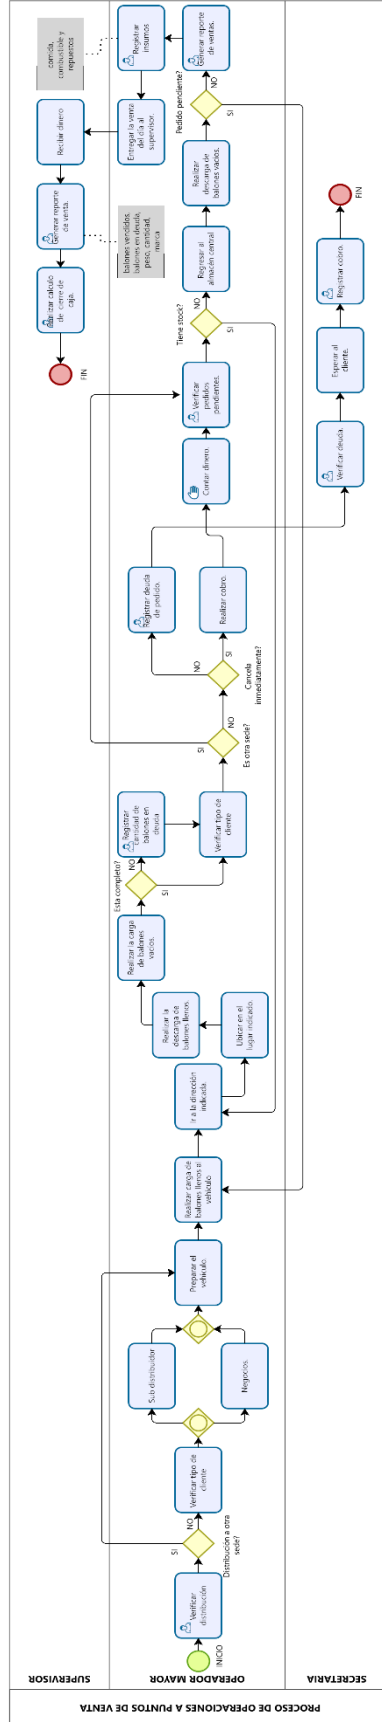 PROCESO DE OPERACIONES A PUNTOS DE VENTA
SUPERVISOR
OPERADOR MAYOR
SECRETARIA
INICIO
Verificar
distribución
Distribución a otra
sede?
SI
NO
Verificar tipo de
cliente
Sub distribuidor
Negocios.
Preparar el
vehículo.
Realizar carga de
balones llenos al
vehículo
Ir a la dirección
indicada.
Ubicar en el
lugar indicado.
Realizar la
descarga de
balones llenos.
Realizar la carga
de balones
vacios.
Esta completo?
NO
SI
Registrar
cantidad de
balones en
deuda
Verificar tipo de
cliente
Es otra sede?
SI
NO
Cancela
inmediatamente?
NO
SI
Registrar deuda
de pedido.
Realizar cobro.
Contar dinero.
Verificar
pedidos
pendientes.
Tiene stock?
NO
SI
Regresar al
almacén central
Realizar
descarga de
balones vacios.
Pedido pendiente?
NO
SI
Generar reporte
de ventas.
Registrar
insumos
comida,
combustible y
repuestos
Entregar la venta
del día al
supervisor.
Recibir dinero
Generar reporte
de venta.
balones vendidos,
balones en deuda,
peso, cantidad,
marca
Realizar calculo
de cierre de
caja.
FIN
Verificar deuda.
Esperar al
cliente.
Registrar cobro.
FIN